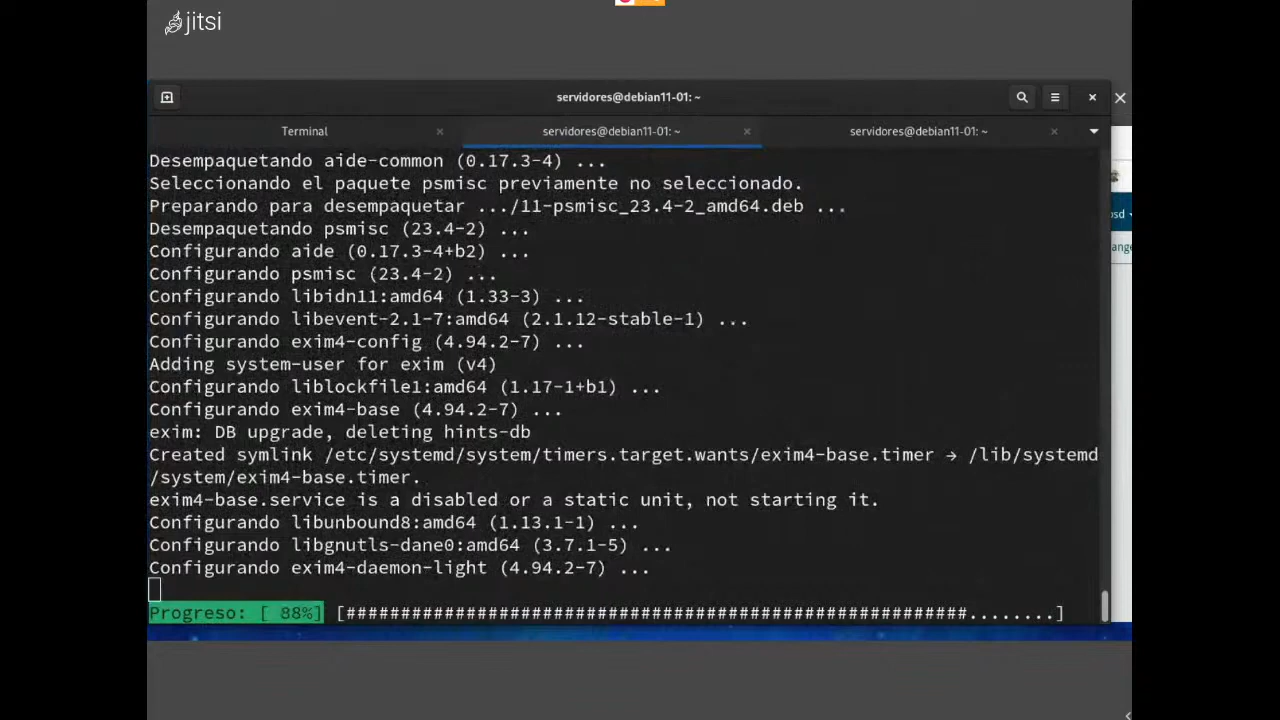 jitsi
servidores@debian11-01: ~
Terminal
servidores@debian11-01: ~
servidores@debian11-01: ~
Desempaquetando aide-common (0.17.3-4) ...
Seleccionando el paquete psmisc previamente no seleccionado.
Preparando para desempaquetar .../11-psmisc_23.4-2_amd64.deb ...
Desempaquetando psmisc (23.4-2) ...
Configurando aide (0.17.3-4+b2) ...
Configurando psmisc (23.4-2) ...
Configurando libidn11:amd64 (1.33-3) ...
Configurando libevent-2.1-7:amd64 (2.1.12-stable-1) ...
Configurando exim4-config (4.94.2-7) ...
Adding system-user for exim (v4)
Configurando liblockfile1:amd64 (1.17-1+b1) ...
Configurando exim4-base (4.94.2-7) ...
exim: DB upgrade, deleting hints-db
Created symlink /etc/systemd/system/timers.target.wants/exim4-base.timer → /lib/systemd
/system/exim4-base.timer.
exim4-base.service is a disabled or a static unit, not starting it.
Configurando libunbound8:amd64 (1.13.1-1) ...
Configurando libgnutls-dane0:amd64 (3.7.1-5) ...
Configurando exim4-daemon-light (4.94.2-7) ...
Progreso: [ 88%] [#########################################################........]